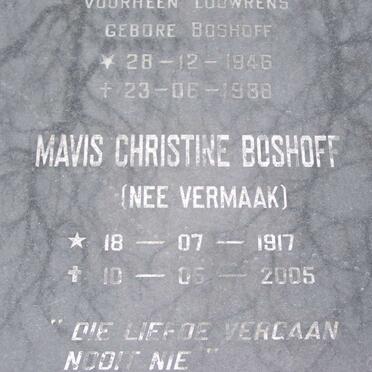 VOORHEEN LOUWRENS
GEBORE BOSHOFF
★ 28-12-1946
† 23-06-1988
MAVIS CHRISTINE BOSHOFF
(NEE VERMAAK)
★ 18 — 07 — 1917
✝ 10 — 05 — 2005
" DIE LIEFDE VERGAAN
NOOIT NIE "